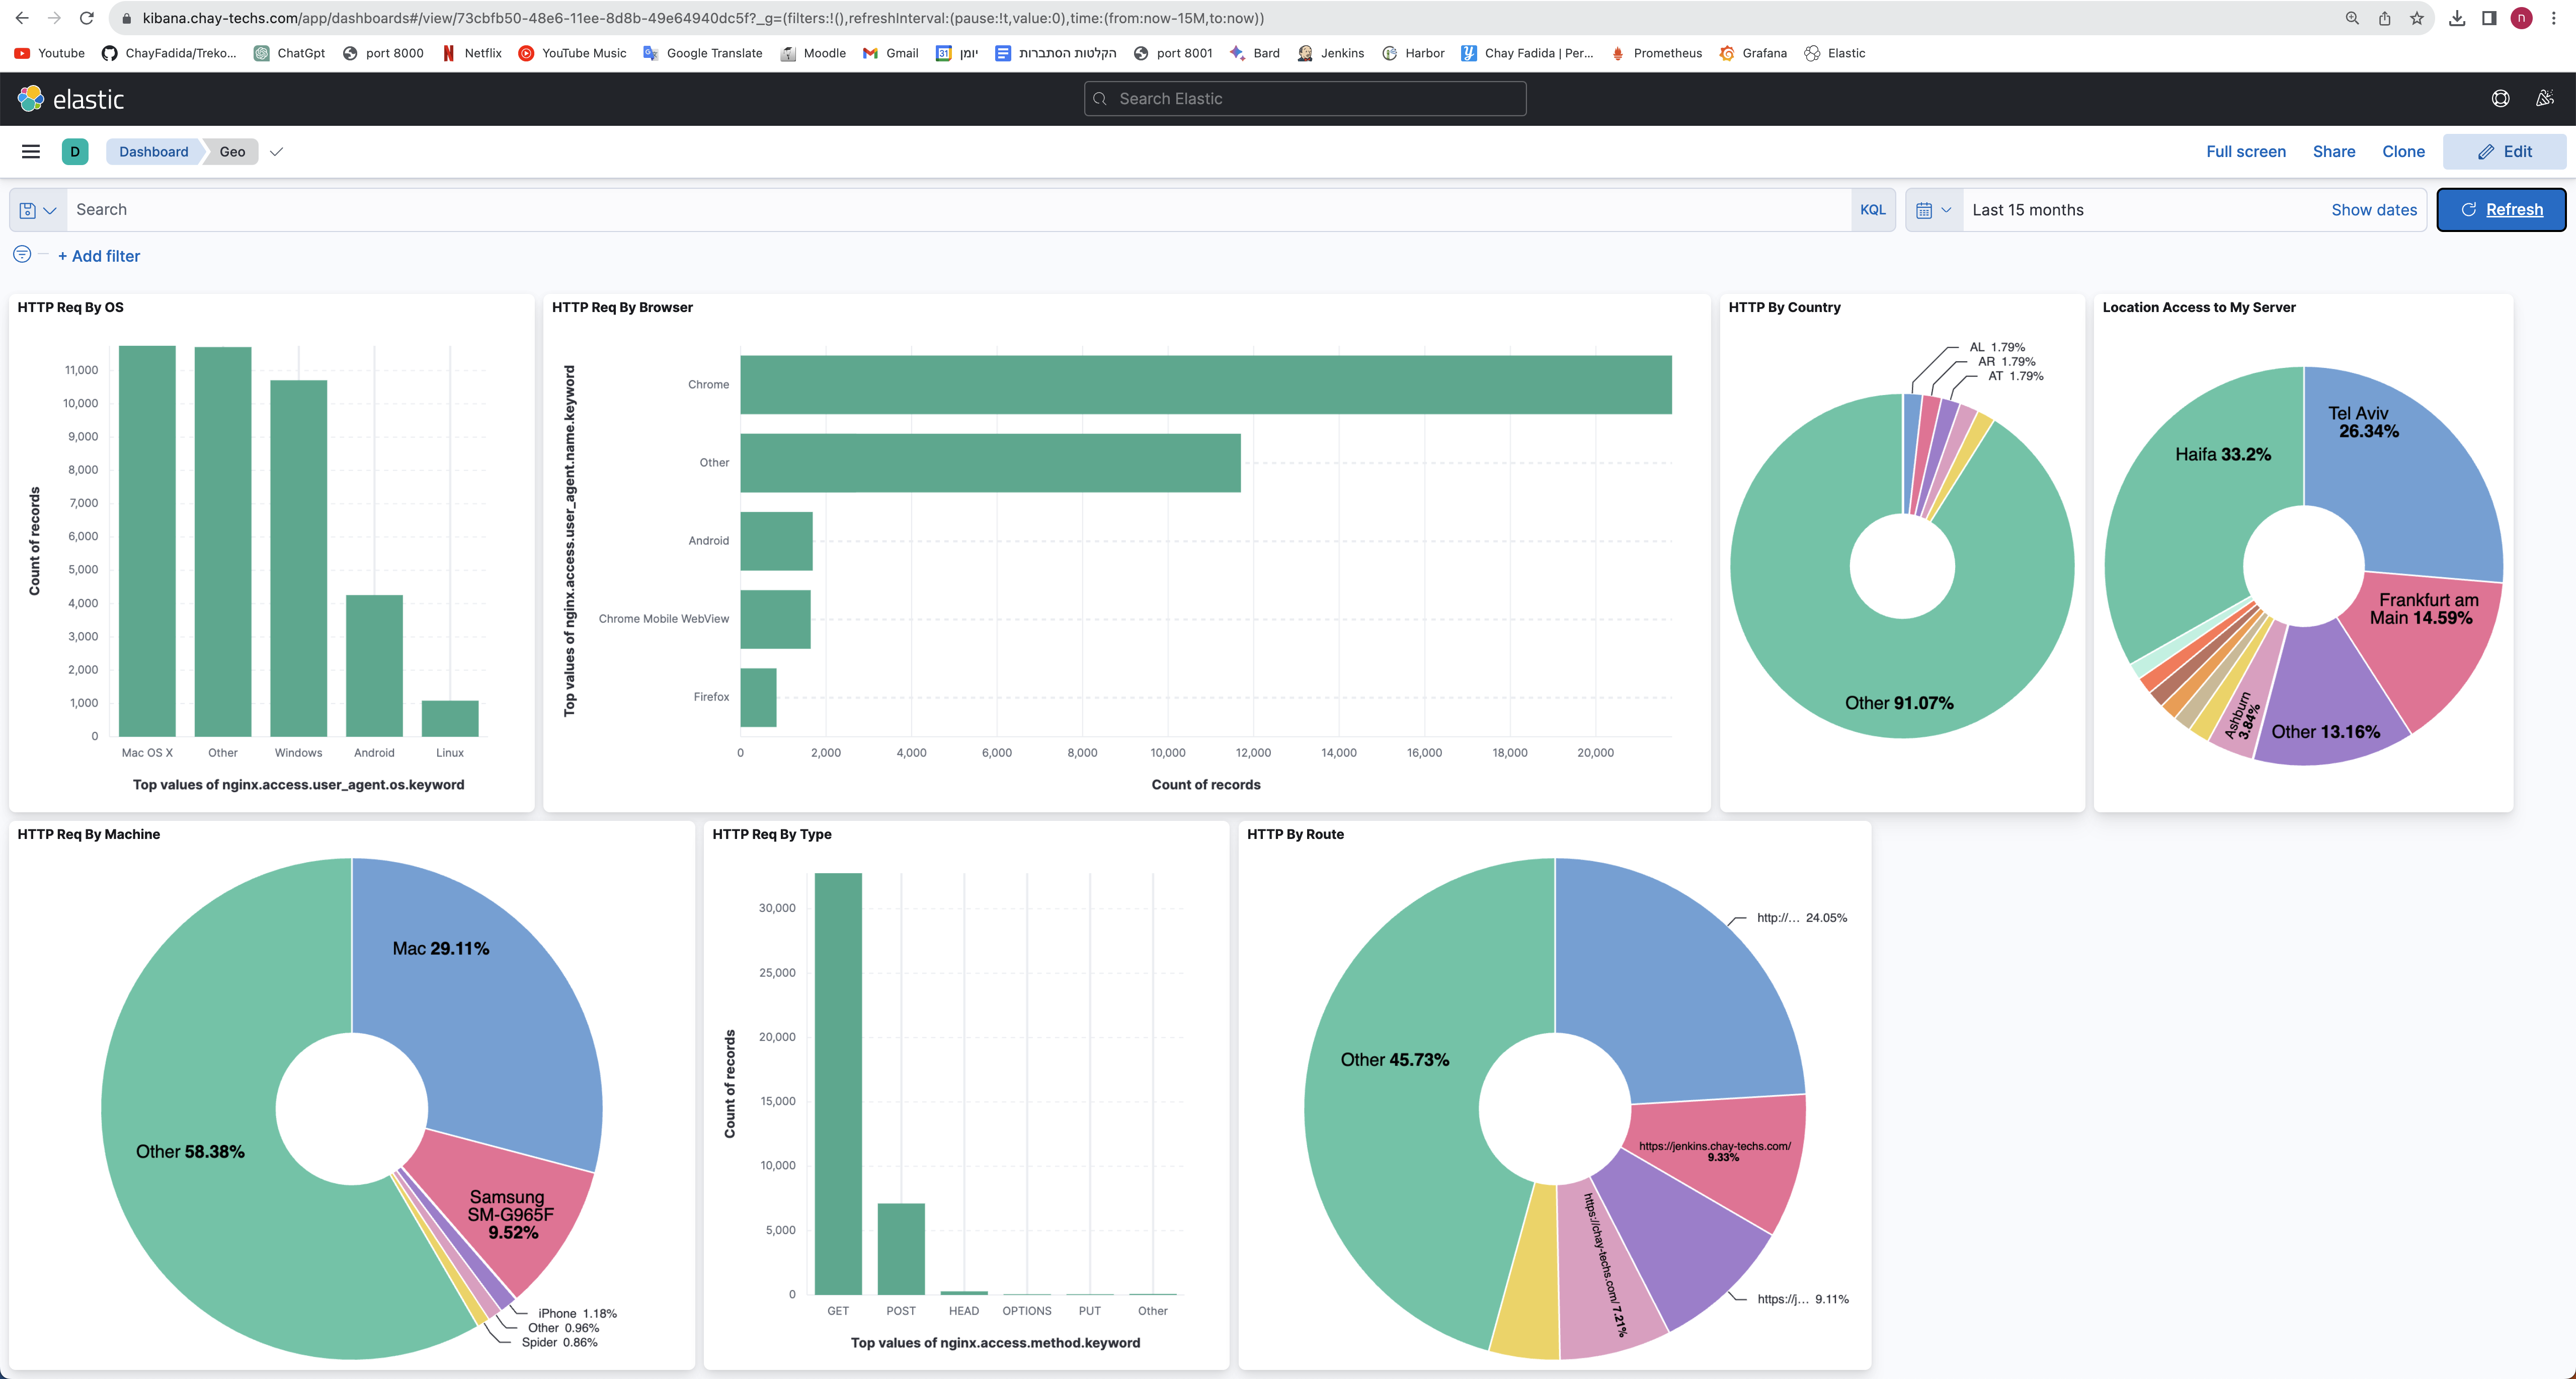 kibana.chay-techs.com/app/dashboards#/view/73cbfb50-48e6-11ee-8d8b-49e64940dc5f?_g=(filters:!(),refreshInterval:(pause:!t,value:0),time:(from:now-15M,to:now))
n
Youtube ChayFadida/Treko... ChatGpt port 8000 Netflix YouTube Music Google Translate Moodle Gmail 31 יומן הקלטות הסתברות port 8001 Bard Jenkins Harbor Chay Fadida | Per... Prometheus Grafana Elastic
elastic
Search Elastic
D Dashboard Geo
Full screen Share Clone Edit
Search KQL
Last 15 months Show dates Refresh
+ Add filter
HTTP Req By OS
Count of records
11,000
10,000
9,000
8,000
7,000
6,000
5,000
4,000
3,000
2,000
1,000
0
Mac OS X Other Windows Android Linux
Top values of nginx.access.user_agent.os.keyword
HTTP Req By Browser
Top values of nginx.access.user_agent.name.keyword
Chrome
Other
Android
Chrome Mobile WebView
Firefox
0 2,000 4,000 6,000 8,000 10,000 12,000 14,000 16,000 18,000 20,000
Count of records
HTTP By Country
AL 1.79%
AR 1.79%
AT 1.79%
Other 91.07%
Location Access to My Server
Tel Aviv
26.34%
Haifa 33.2%
Frankfurt am
Main 14.59%
Ashburn
3.84%
Other 13.16%
HTTP Req By Machine
Mac 29.11%
Other 58.38%
Samsung
SM-G965F
9.52%
iPhone 1.18%
Other 0.96%
Spider 0.86%
HTTP Req By Type
Count of records
30,000
25,000
20,000
15,000
10,000
5,000
0
GET POST HEAD OPTIONS PUT Other
Top values of nginx.access.method.keyword
HTTP By Route
http://... 24.05%
Other 45.73%
https://jenkins.chay-techs.com/
9.33%
https://chay-techs.com/ 7.21%
https://j... 9.11%